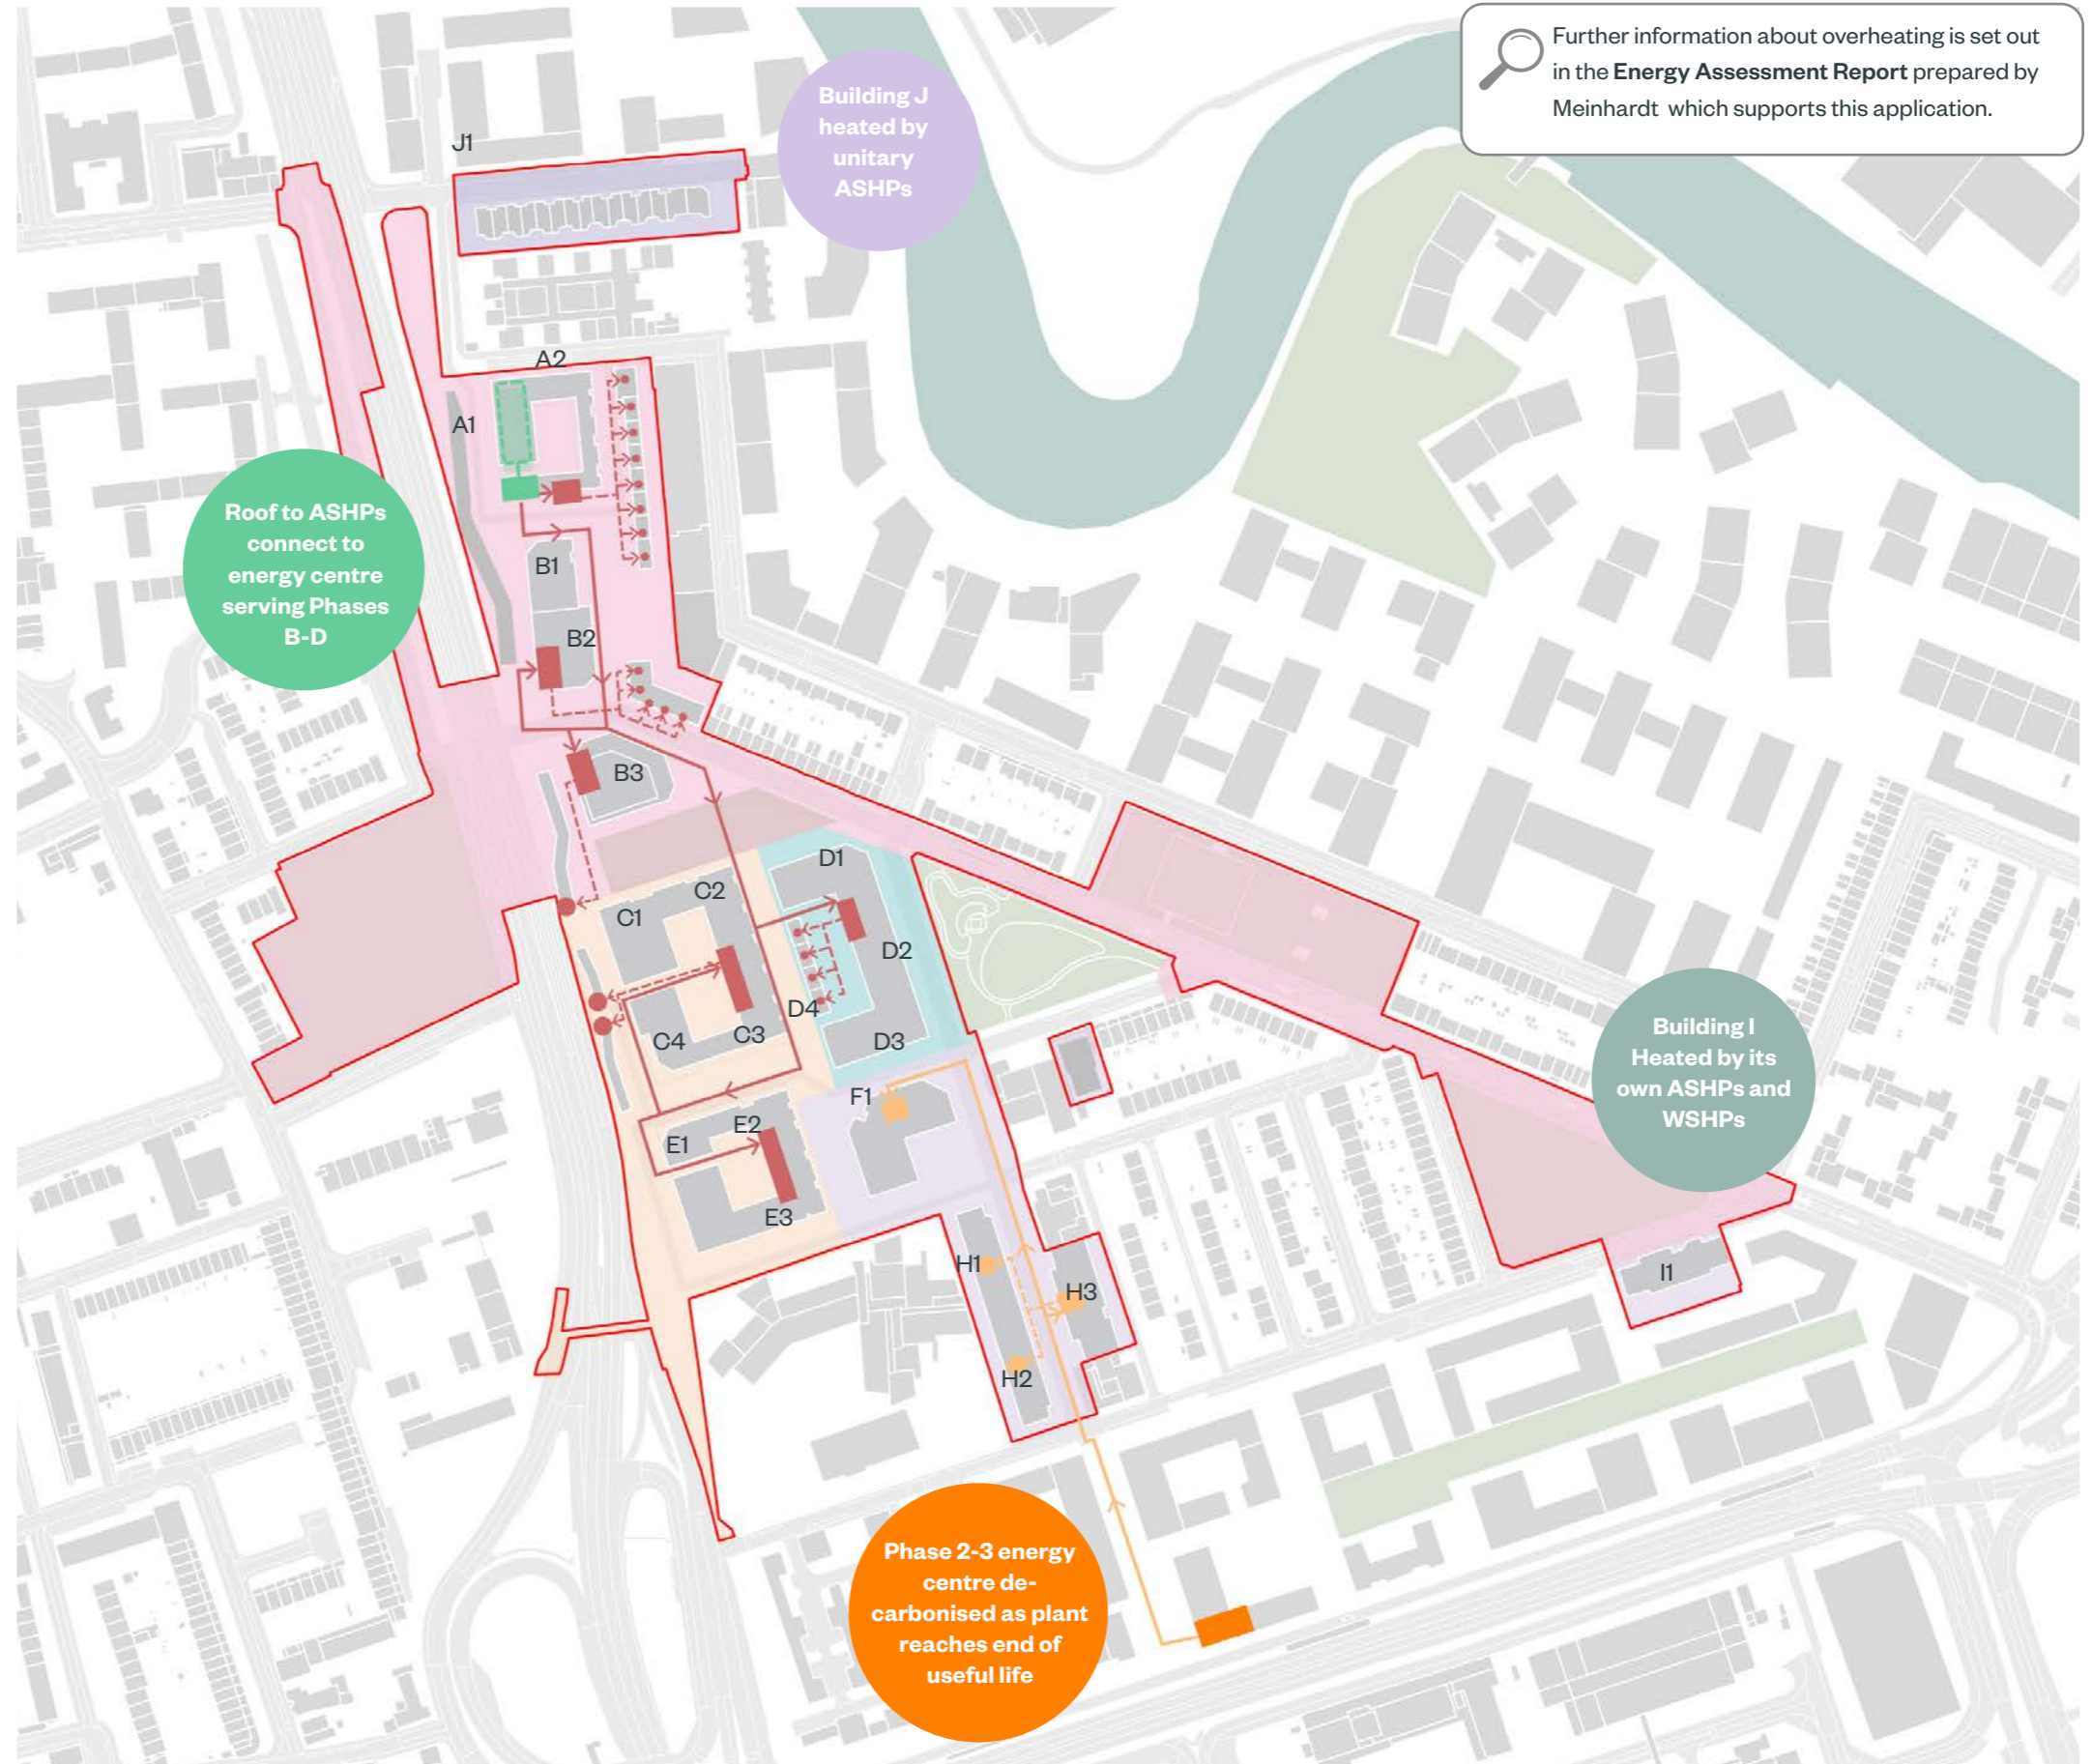 Further information about overheating is set out
in the Energy Assessment Report prepared by
Meinhardt which supports this application.
Building J
heated by
unitary
ASHPs
J1
A2
A1
Roof to ASHPs
connect to
energy centre
serving Phases
B-D
B1
B2
B3
D1
C2
C1
D2
D4
C3
C4
D3
Building I
Heated by its
own ASHPs and
WSHPs
F1
E2
E1
E3
H1
H3
I1
H2
Phase 2-3 energy
centre de-
carbonised as plant
reaches end of
useful life